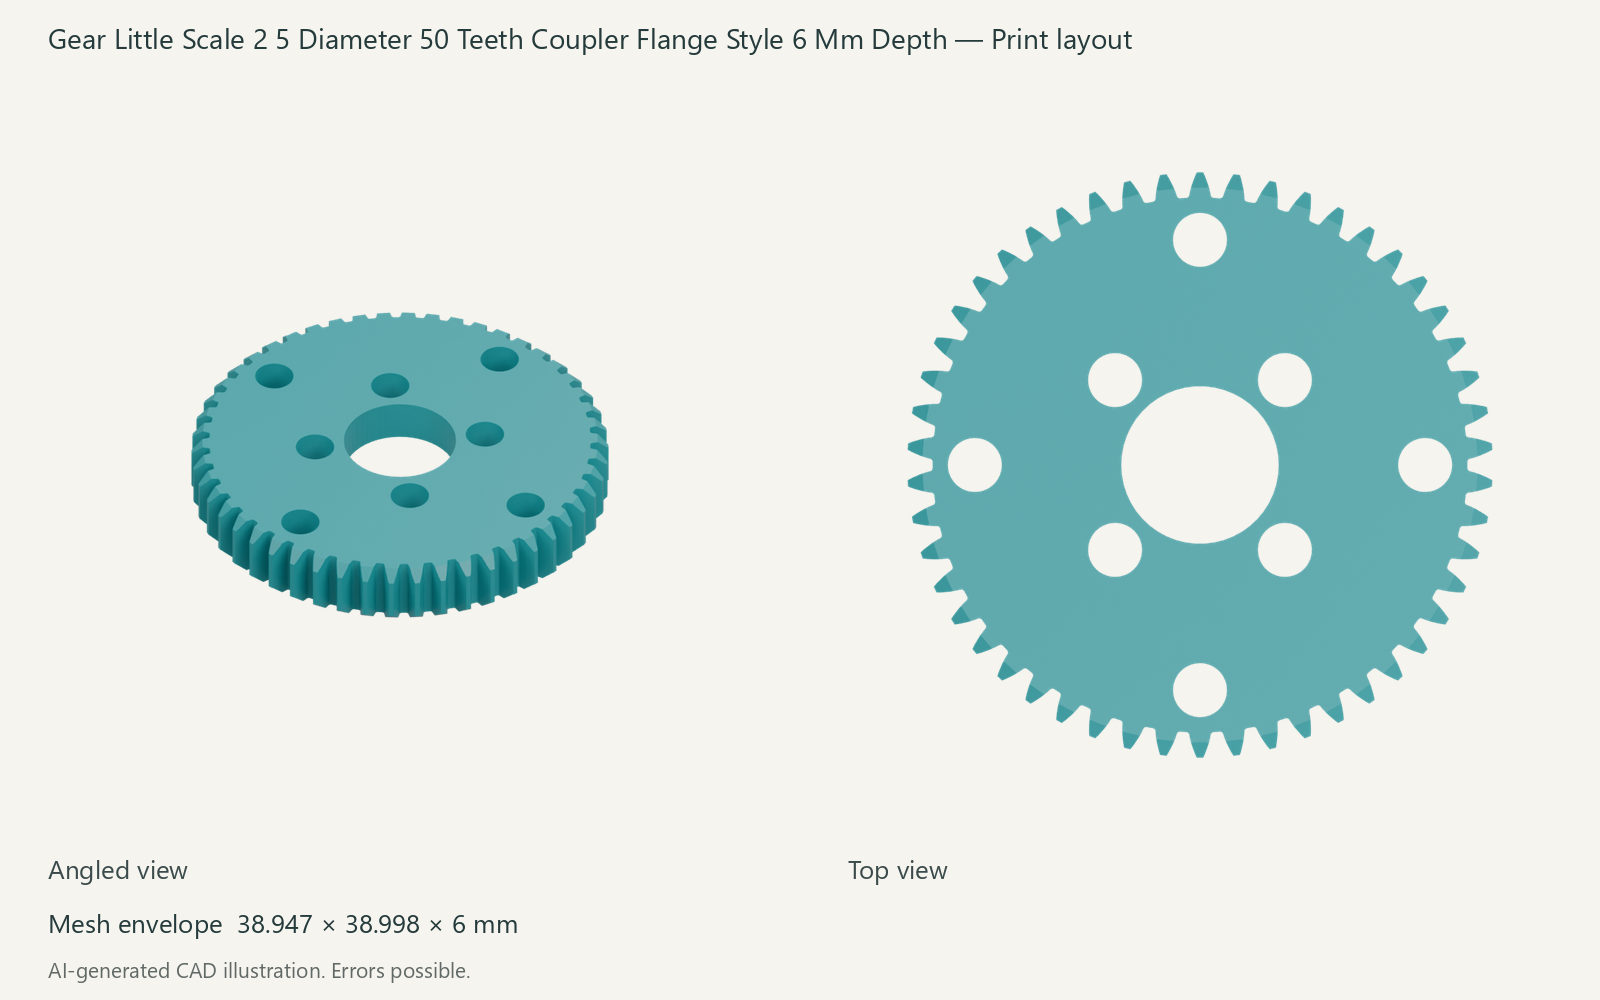 Gear Little Scale 2 5 Diameter 50 Teeth Coupler Flange Style 6 Mm Depth — Print layout
Angled view
Top view
Mesh envelope 38.947 × 38.998 × 6 mm
AI-generated CAD illustration. Errors possible.